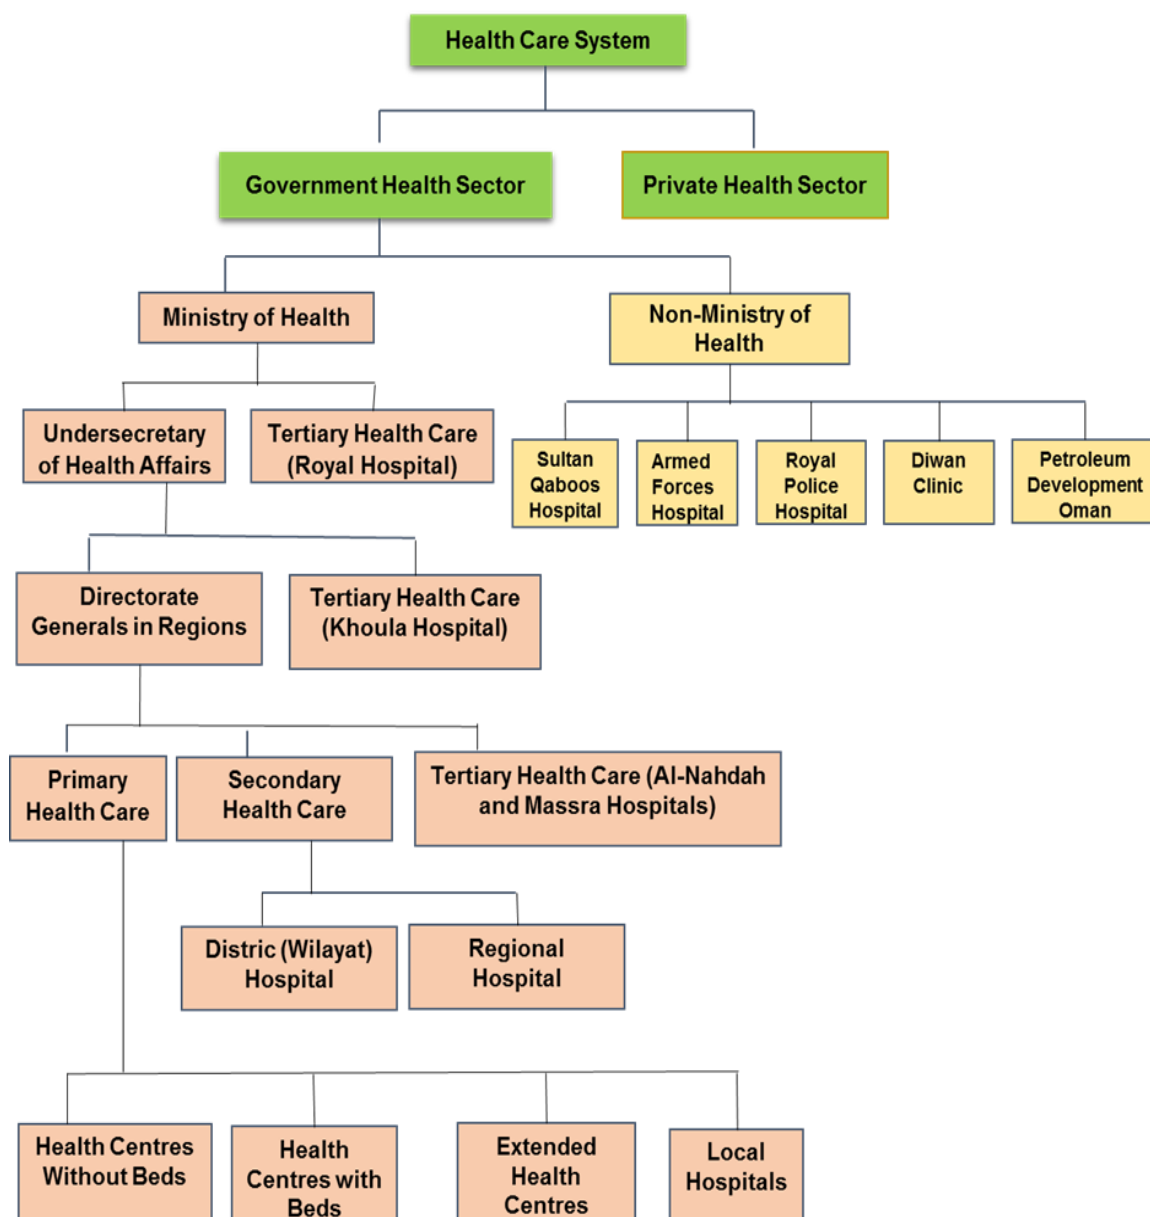 Health Care System
Government Health Sector
Private Health Sector
Ministry of Health
Non-Ministry of
Health
Undersecretary
of Health Affairs
Tertiary Health Care
(Royal Hospital)
Sultan
Qaboos
Hospital
Armed
Forces
Hospital
Royal
Police
Hospital
Diwan
Clinic
Petroleum
Development
Oman
Directorate
Generals in Regions
Tertiary Health Care
(Khoula Hospital)
Primary
Health Care
Secondary
Health Care
Tertiary Health Care (Al-Nahdah
and Massra Hospitals)
Distric (Wilayat)
Hospital
Regional
Hospital
Health Centres
Without Beds
Health
Centres with
Beds
Extended
Health
Centres
Local
Hospitals